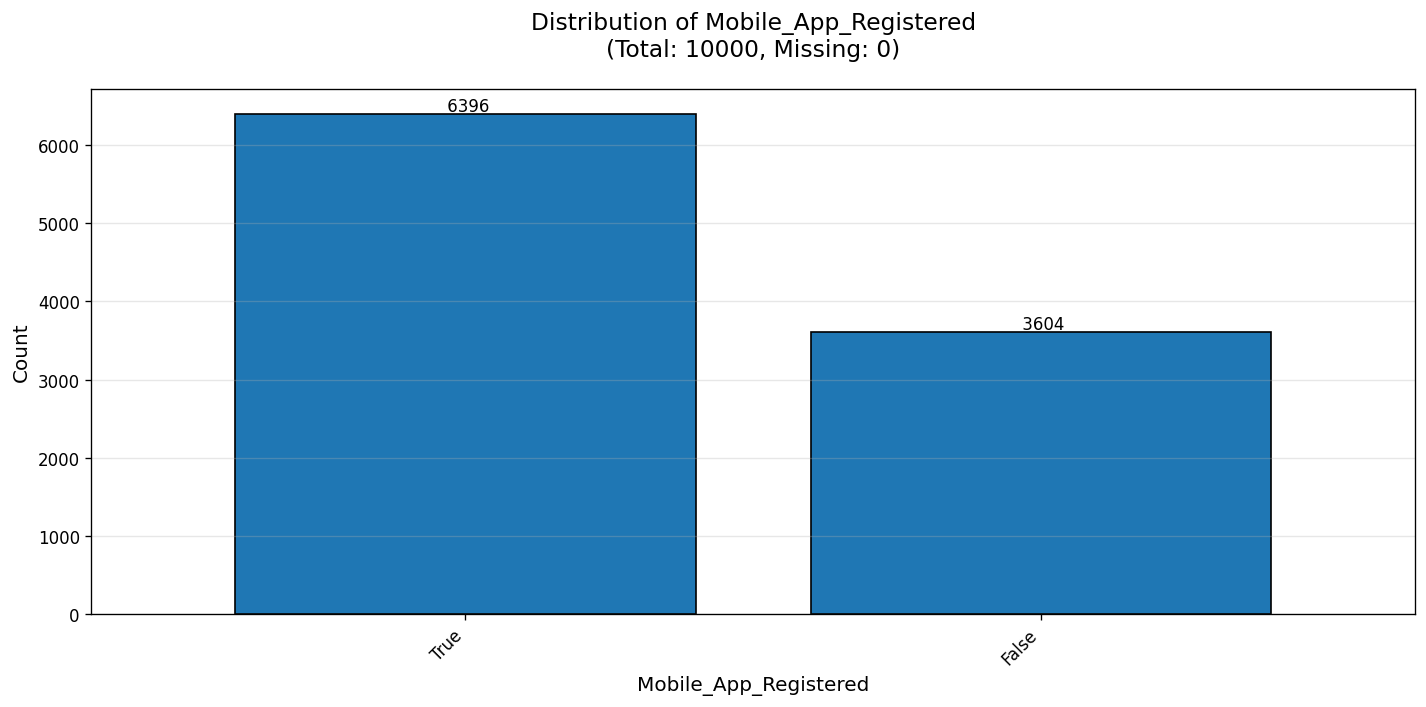 Distribution of Mobile_App_Registered
(Total: 10000, Missing: 0)
6396
3604
6000
5000
4000
3000
2000
1000
0
Count
True
False
Mobile_App_Registered